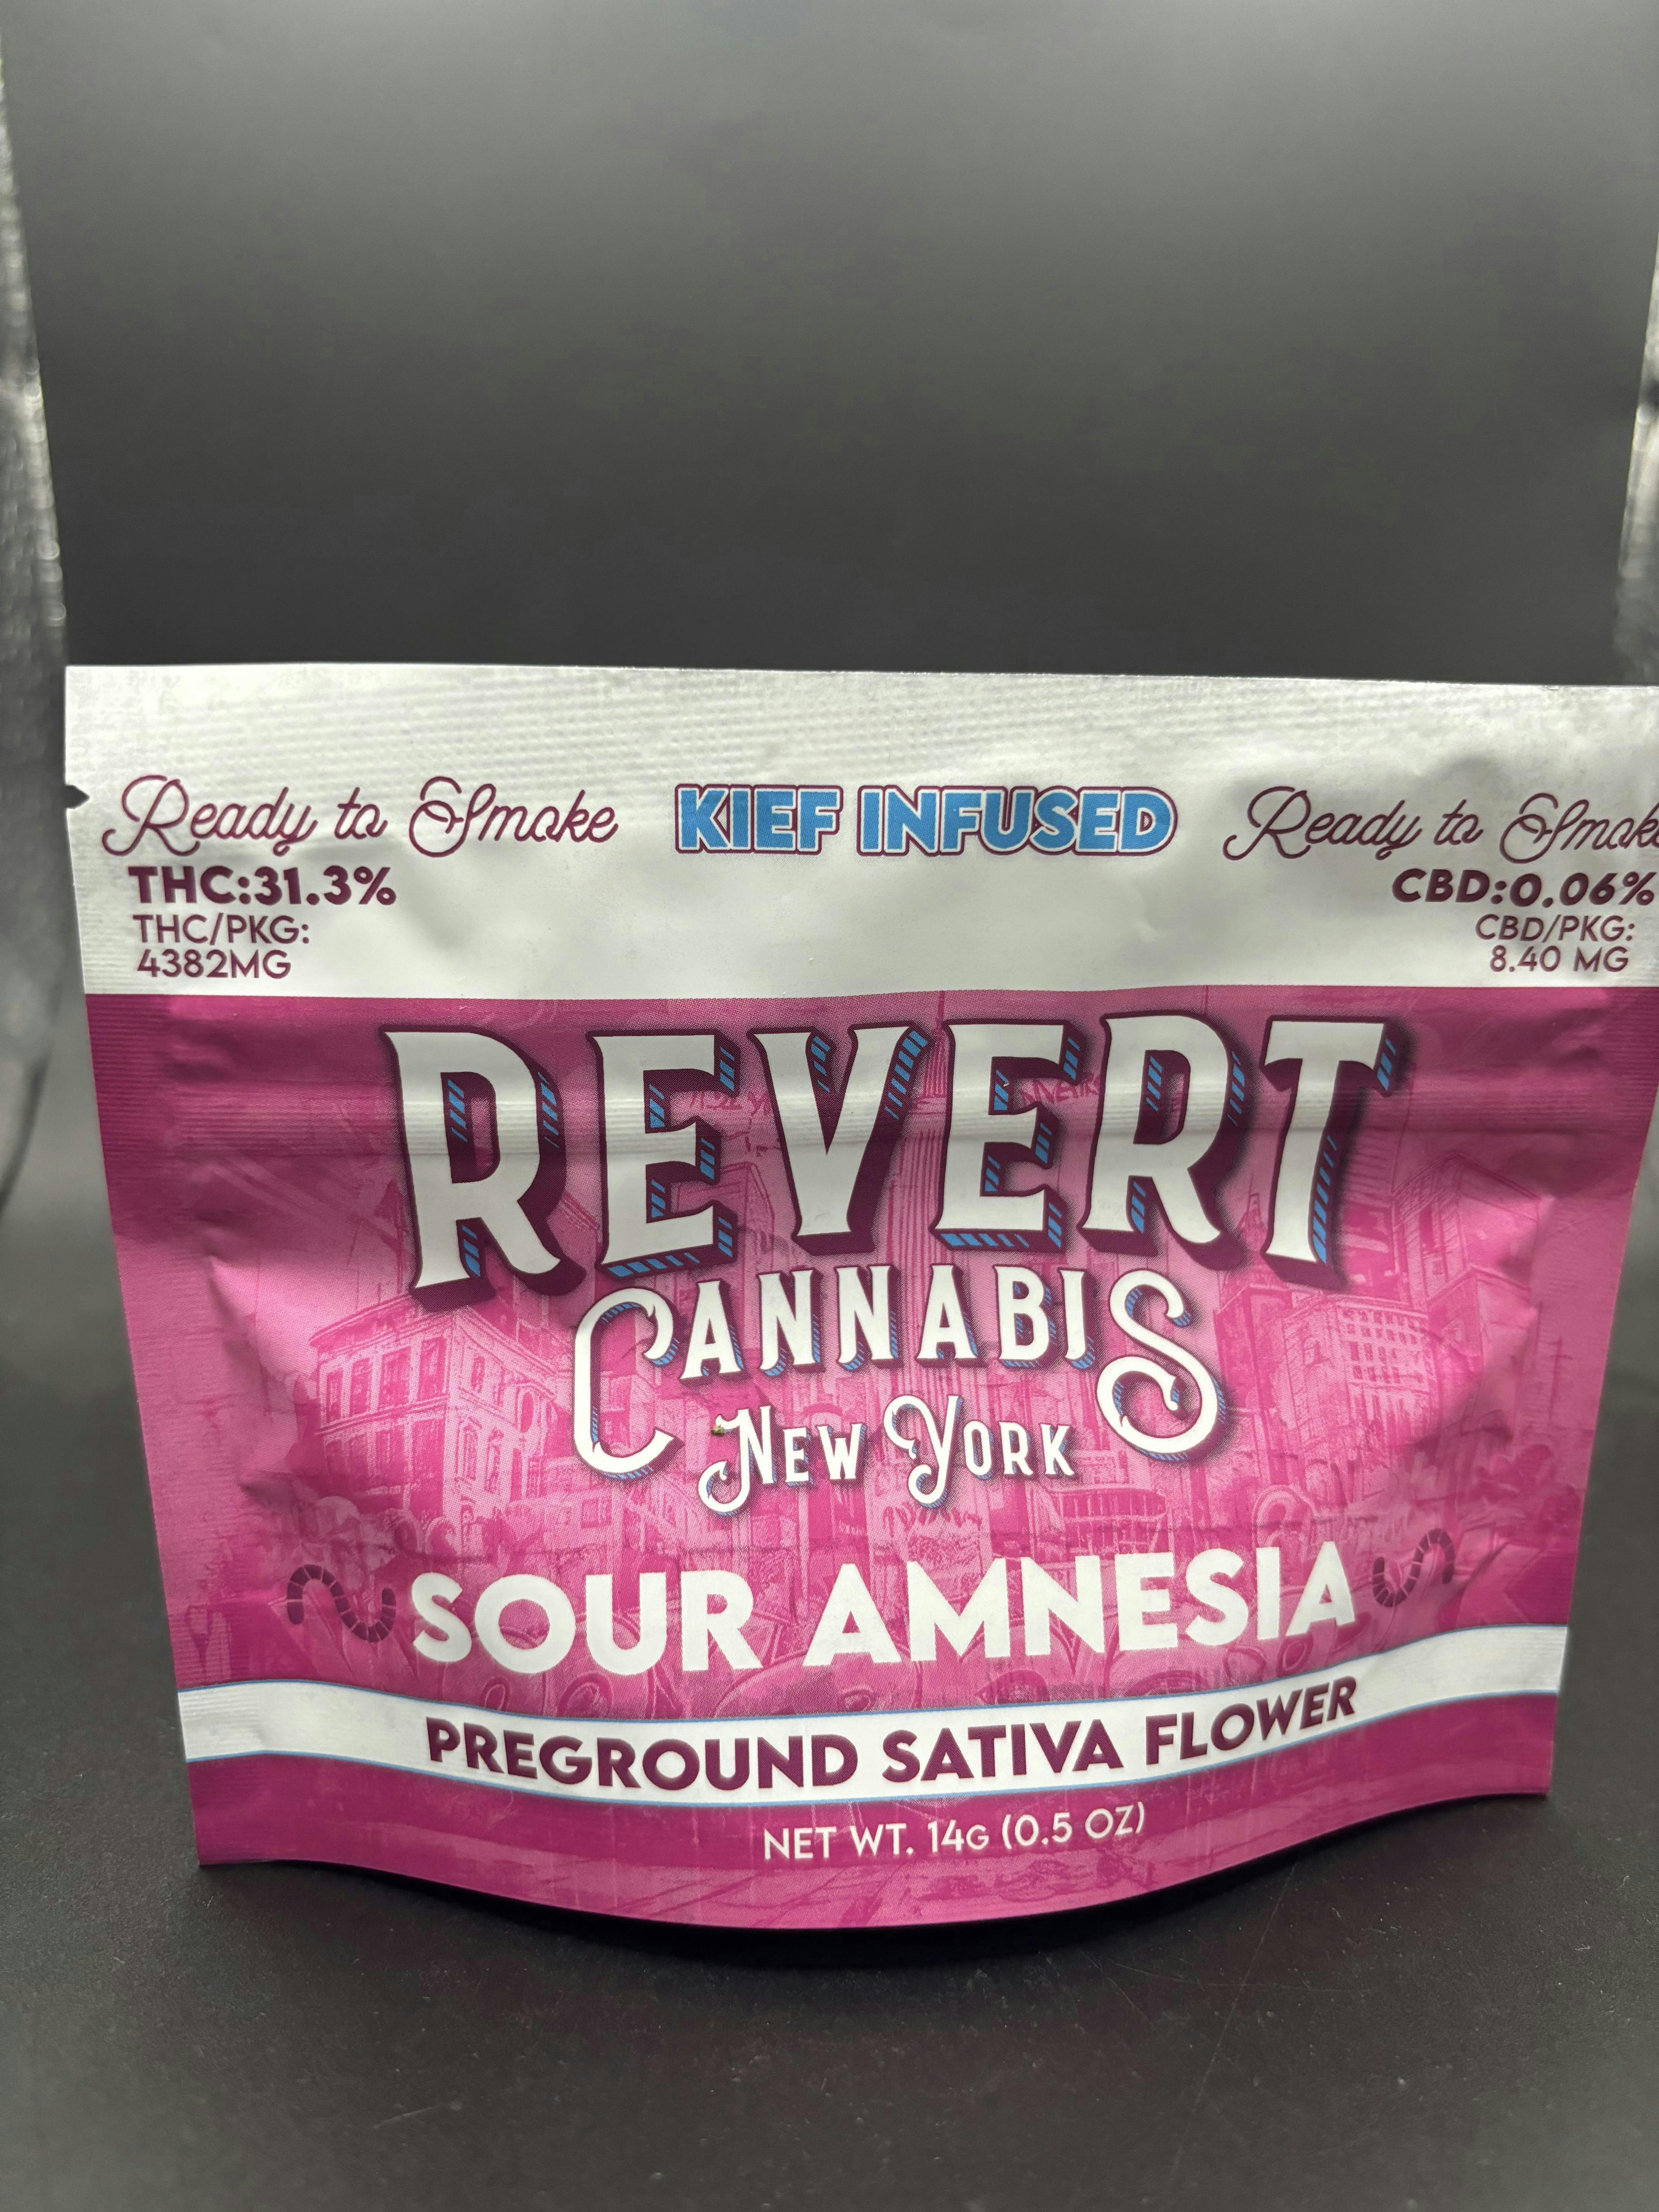 Ready to Smoke KIEF INFUSED Ready to Smoke
THC:31.3% CBD:0.06%
THC/PKG: CBD/PKG:
4382MG 8.40 MG
REVERT
CANNABIS
NEW YORK
SOUR AMNESIA
PREGROUND SATIVA FLOWER
NET WT. 14G (0.5 OZ)